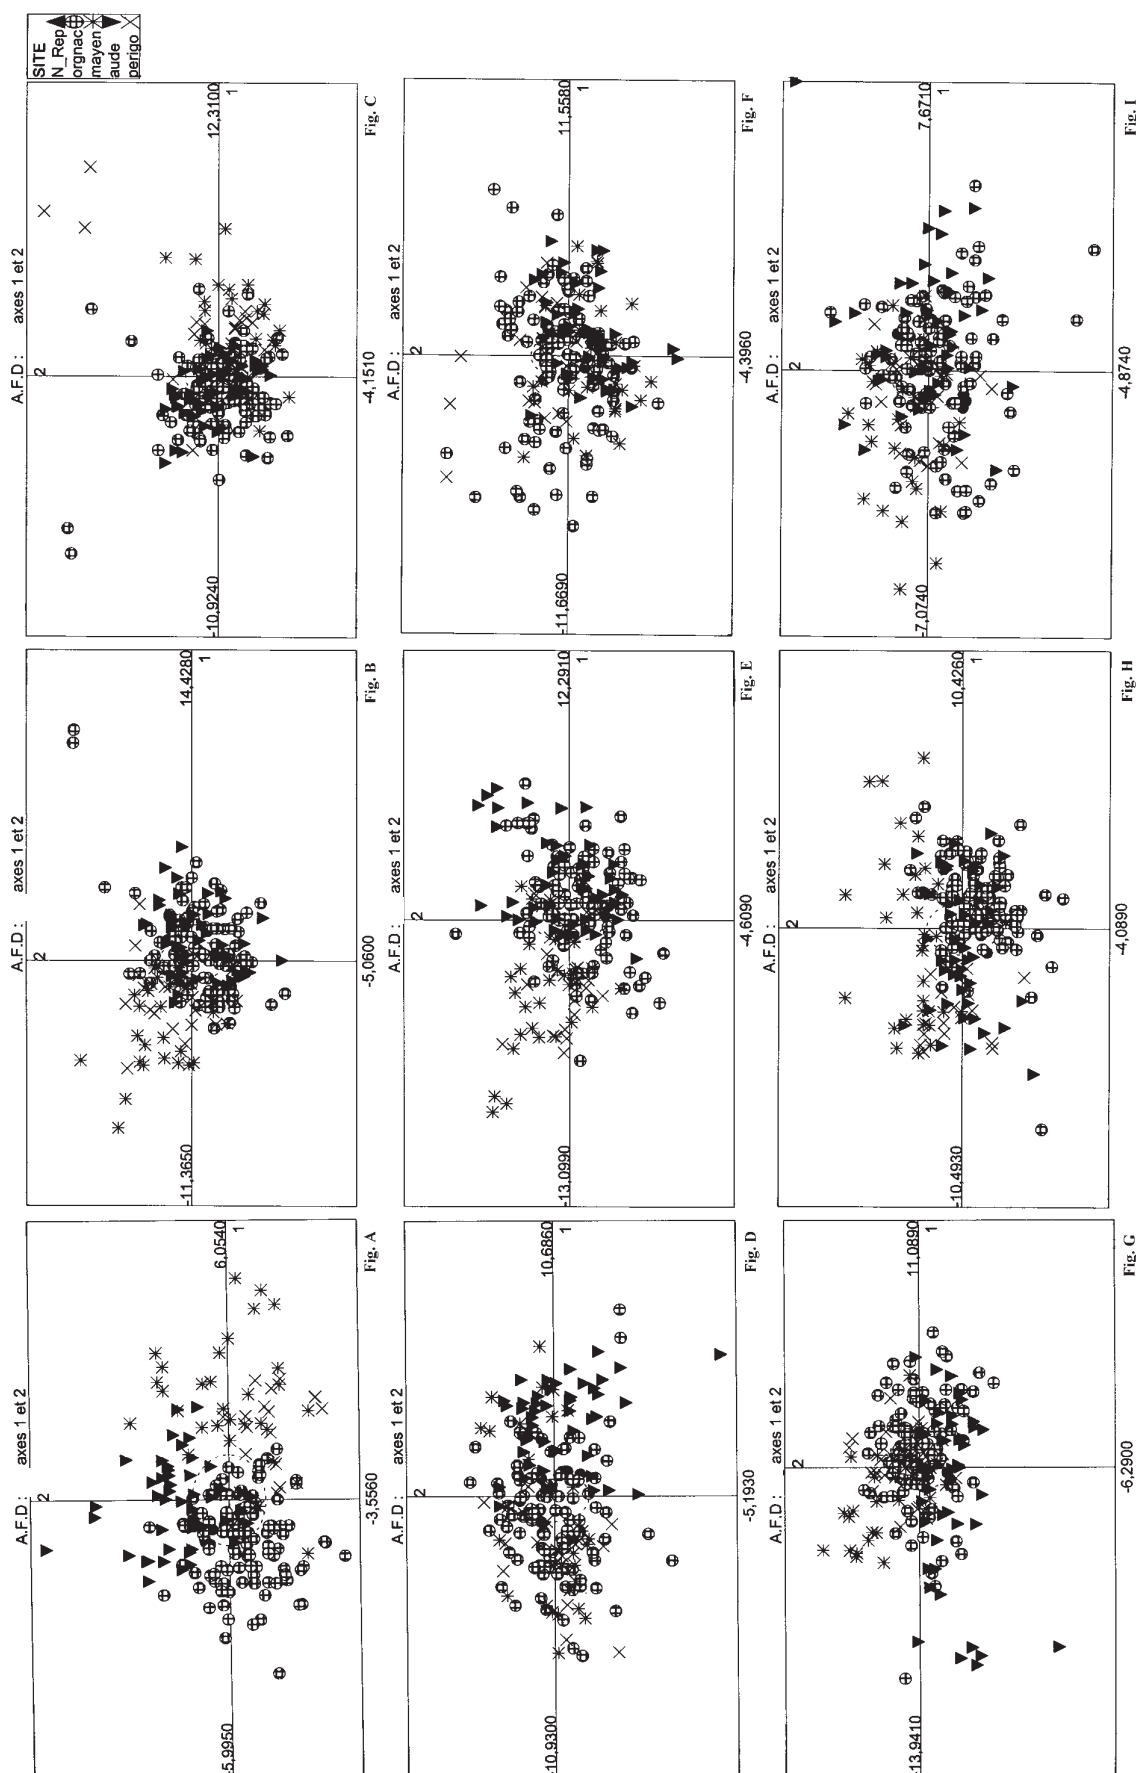 SITE
N_Rep
orgnac
mayen
aude
perigo
A.F.D : axes 1 et 2
2
-5,9950
6,0540
1
-3,5560
Fig. A
A.F.D : axes 1 et 2
2
-11,3650
14,4280
1
-5,0600
Fig. B
A.F.D : axes 1 et 2
2
-10,9240
12,3100
1
-4,1510
Fig. C
A.F.D : axes 1 et 2
2
-10,9300
10,6860
1
-5,1930
Fig. D
A.F.D : axes 1 et 2
2
-13,0990
12,2910
1
-4,6090
Fig. E
A.F.D : axes 1 et 2
2
-11,6690
11,5580
1
-4,3960
Fig. F
A.F.D : axes 1 et 2
2
-13,9410
11,0890
1
-6,2900
Fig. G
A.F.D : axes 1 et 2
2
-10,4930
10,4260
1
-4,0890
Fig. H
A.F.D : axes 1 et 2
2
-7,0740
7,6710
1
-4,8740
Fig. I